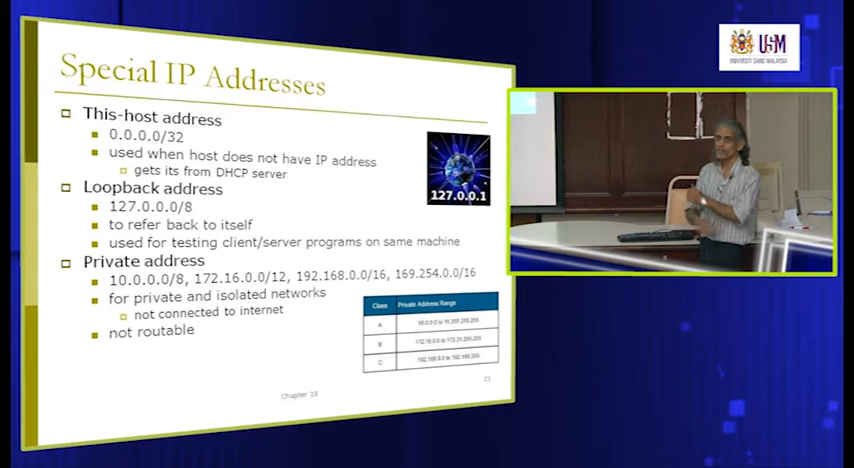 Special IP Addresses
This-host address
0.0.0.0/32
used when host does not have IP address
gets its from DHCP server
Loopback address
127.0.0.0/8
to refer back to itself
used for testing client/server programs on same machine
Private address
10.0.0.0/8, 172.16.0.0/12, 192.168.0.0/16, 169.254.0.0/16
for private and isolated networks
not connected to internet
not routable
127.0.0.1
Class Private Address Range
A 10.0.0.0 to 10.255.255.255
B 172.16.0.0 to 172.31.255.255
C 192.168.0.0 to
Chapter 18
23
USM
UNIVERSITI SAINS MALAYSIA